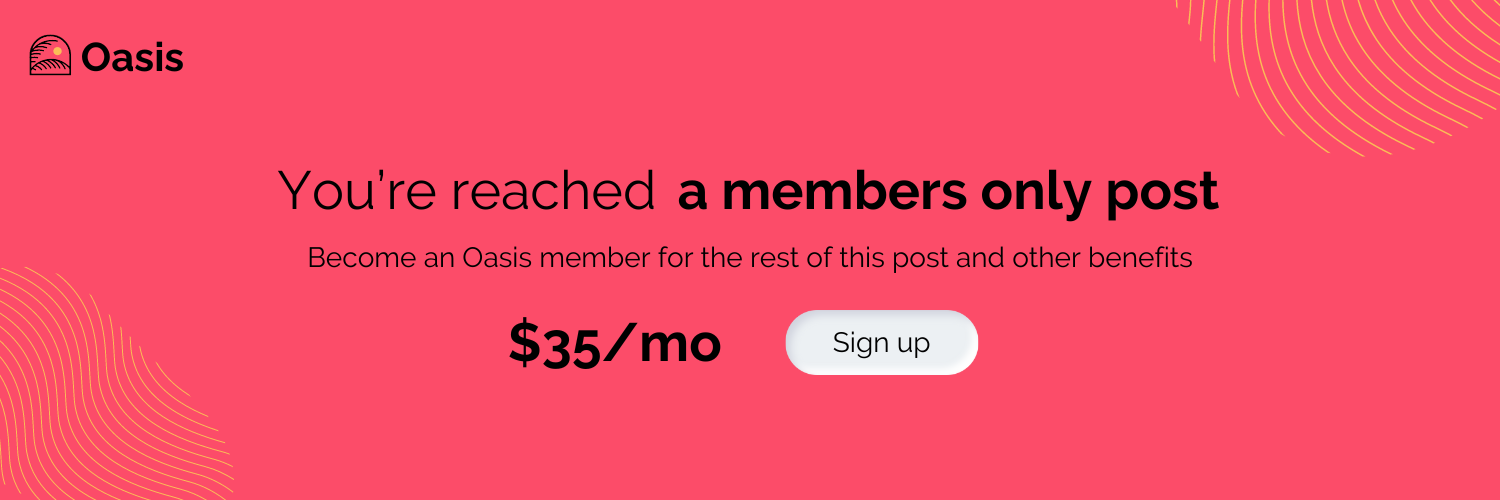 Oasis
You’re reached a members only post
Become an Oasis member for the rest of this post and other benefits
$35/mo
Sign up